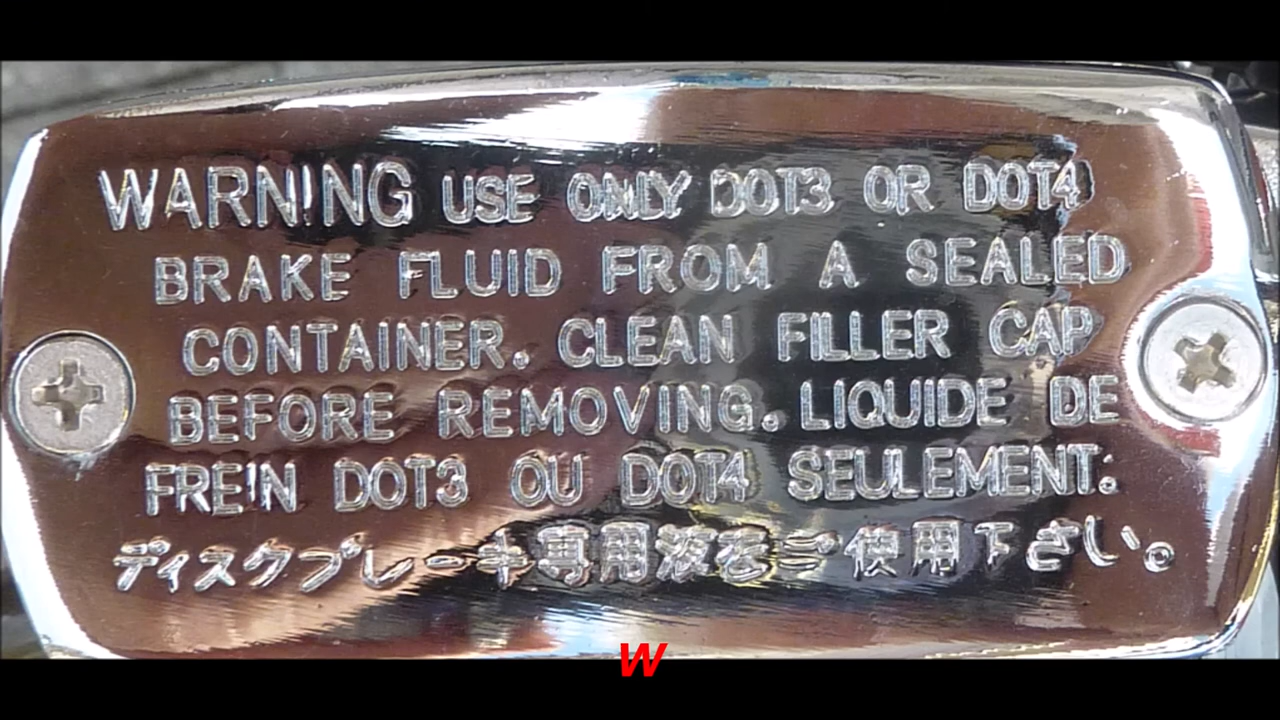 WARNING USE ONLY DOT3 OR DOT4
BRAKE FLUID FROM A SEALED
CONTAINER. CLEAN FILLER CAP
BEFORE REMOVING. LIQUIDE DE
FREIN DOT3 OU DOT4 SEULEMENT.
ディスクブレーキ専用液をご使用下さい。
W